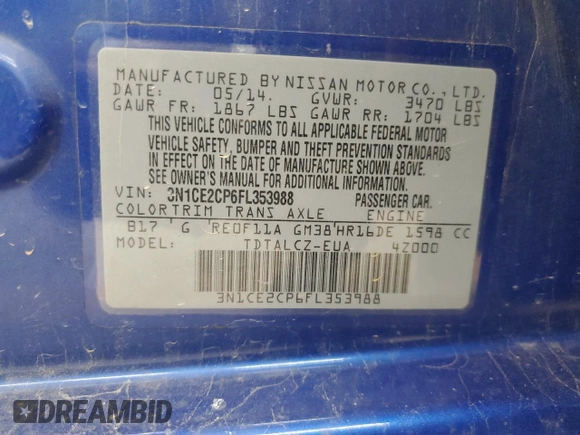 MANUFACTURED BY NISSAN MOTOR CO., LTD.
DATE: 05/14. GVWR: 3470 LBS
GAWR FR: 1867 LBS GAWR RR: 1704 LBS
THIS VEHICLE CONFORMS TO ALL APPLICABLE FEDERAL MOTOR
VEHICLE SAFETY, BUMPER AND THEFT PREVENTION STANDARDS
IN EFFECT ON THE DATE OF MANUFACTURE SHOWN ABOVE.
SEE OWNER'S MANUAL FOR ADDITIONAL INFORMATION.
VIN: 3N1CE2CP6FL353988 PASSENGER CAR.
COLOR TRIM TRANS AXLE ENGINE
B17 G RE0F11A GM38 HR16DE 1598 CC
MODEL: TDTALCZ-EUA 4Z000
3N1CE2CP6FL353988
DREAMBID